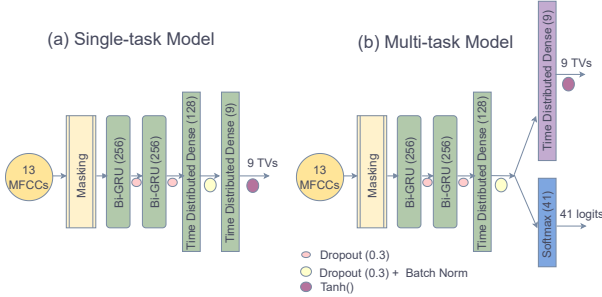 (a) Single-task Model
13
MFCCs
Masking
Bi-GRU (256)
Bi-GRU (256)
Time Distributed Dense (128)
Time Distributed Dense (9)
9 TVs
(b) Multi-task Model
13
MFCCs
Masking
Bi-GRU (256)
Bi-GRU (256)
Time Distributed Dense (128)
Time Distributed Dense (9)
9 TVs
Softmax (41)
41 logits
Dropout (0.3)
Dropout (0.3) + Batch Norm
Tanh()